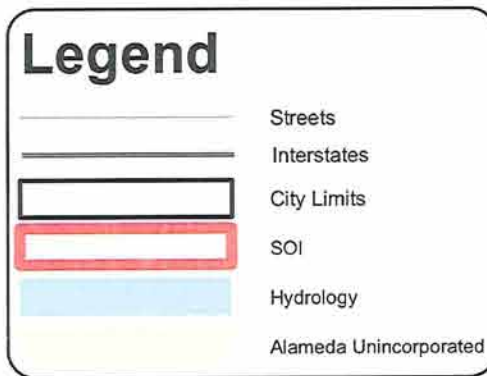 Legend
Streets
Interstates
City Limits
SOI
Hydrology
Alameda Unincorporated